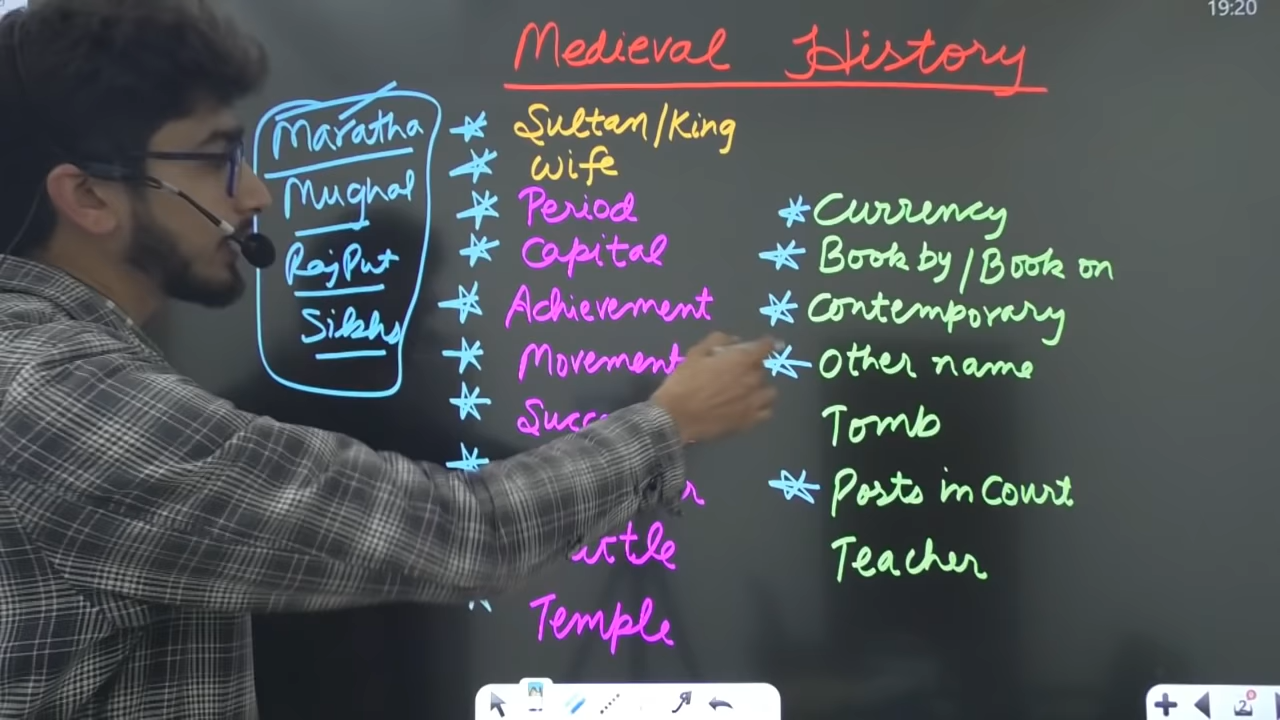 19:20
Medieval History
Maratha
Mughal
RajPut
Sikhs
Sultan/King
Wife
Period
Capital
Achievement
Movement
Temple
Currency
Book by/Book on
Contemporary
Other name
Tomb
Posts in Court
Teacher
2